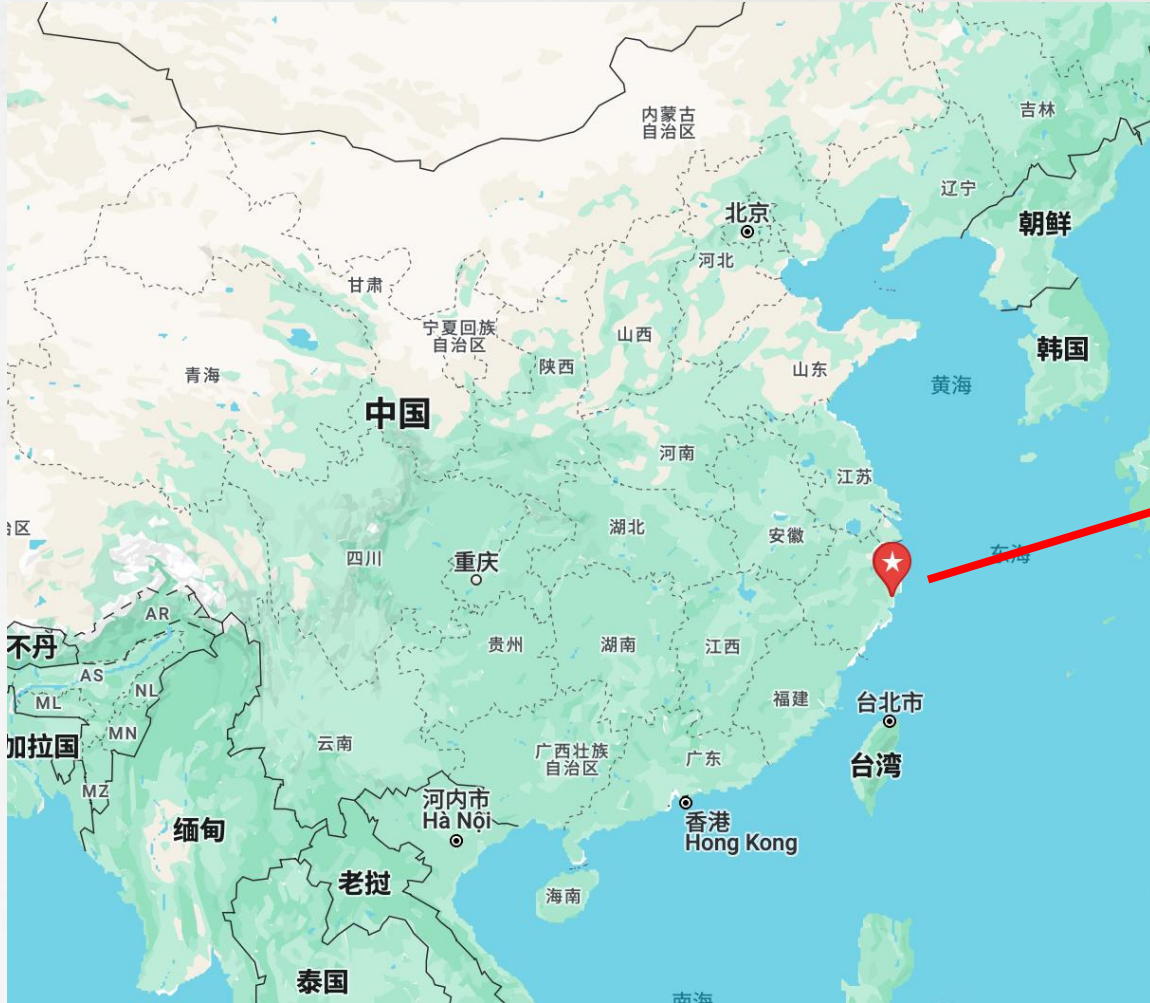 内蒙古
自治区
吉林
辽宁
北京
朝鲜
河北
甘肃
宁夏回族
自治区
山西
韩国
陕西
山东
青海
黄海
中国
河南
江苏
湖北
安徽
治区
四川
重庆
东海
AR
不丹
贵州
湖南
江西
AS
NL
ML
福建
台北市
MN
加拉国
云南
广西壮族
自治区
广东
台湾
MZ
河内市
Hà Nội
香港
Hong Kong
缅甸
老挝
海南
泰国
南海